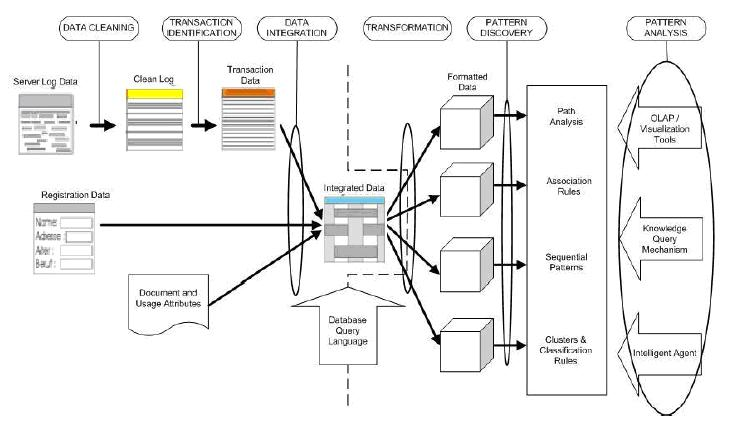 DATA CLEANING
TRANSACTION
IDENTIFICATION
DATA
INTEGRATION
TRANSFORMATION
PATTERN
DISCOVERY
PATTERN
ANALYSIS
Server Log Data
Clean Log
Transaction
Data
Formatted
Data
Path
Analysis
OLAP /
Visualization
Tools
Registration Data
Name:
Adresse :
Alter :
Beruf :
Integrated Data
Association
Rules
Knowledge
Query
Mechanism
Sequential
Patterns
Document and
Usage Attributes
Database
Query
Language
Clusters &
Classification
Rules
Intelligent Agent